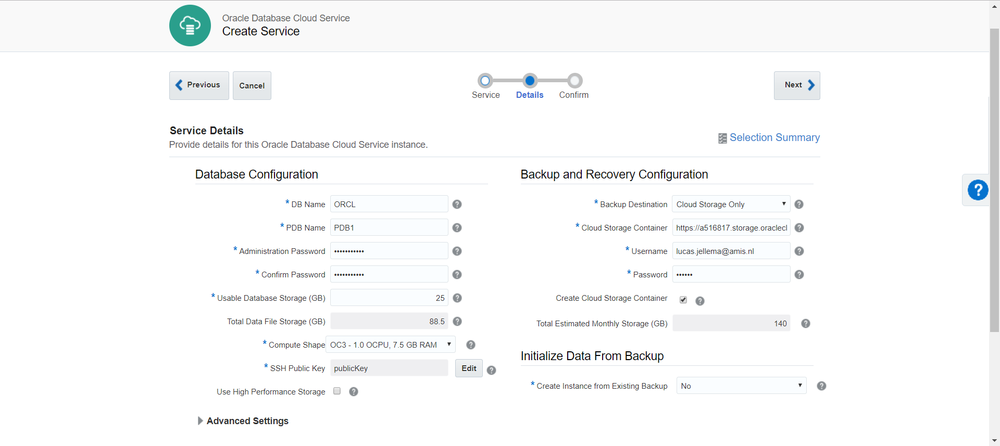 Oracle Database Cloud Service
Create Service
Previous
Cancel
Service
Details
Confirm
Next
Service Details
Provide details for this Oracle Database Cloud Service instance.
Selection Summary
Database Configuration
* DB Name ORCL ?
* PDB Name PDB1 ?
* Administration Password ••••••••••• ?
* Confirm Password ••••••••••• ?
* Usable Database Storage (GB) 25 ?
Total Data File Storage (GB) 88.5 ?
* Compute Shape OC3 - 1.0 OCPU, 7.5 GB RAM ?
* SSH Public Key publicKey Edit ?
Use High Performance Storage ?
Advanced Settings
Backup and Recovery Configuration
* Backup Destination Cloud Storage Only ?
* Cloud Storage Container https://a516817.storage.oraclecl ?
* Username lucas.jellema@amis.nl ?
* Password •••••• ?
Create Cloud Storage Container ?
Total Estimated Monthly Storage (GB) 140 ?
Initialize Data From Backup
* Create Instance from Existing Backup No ?
?